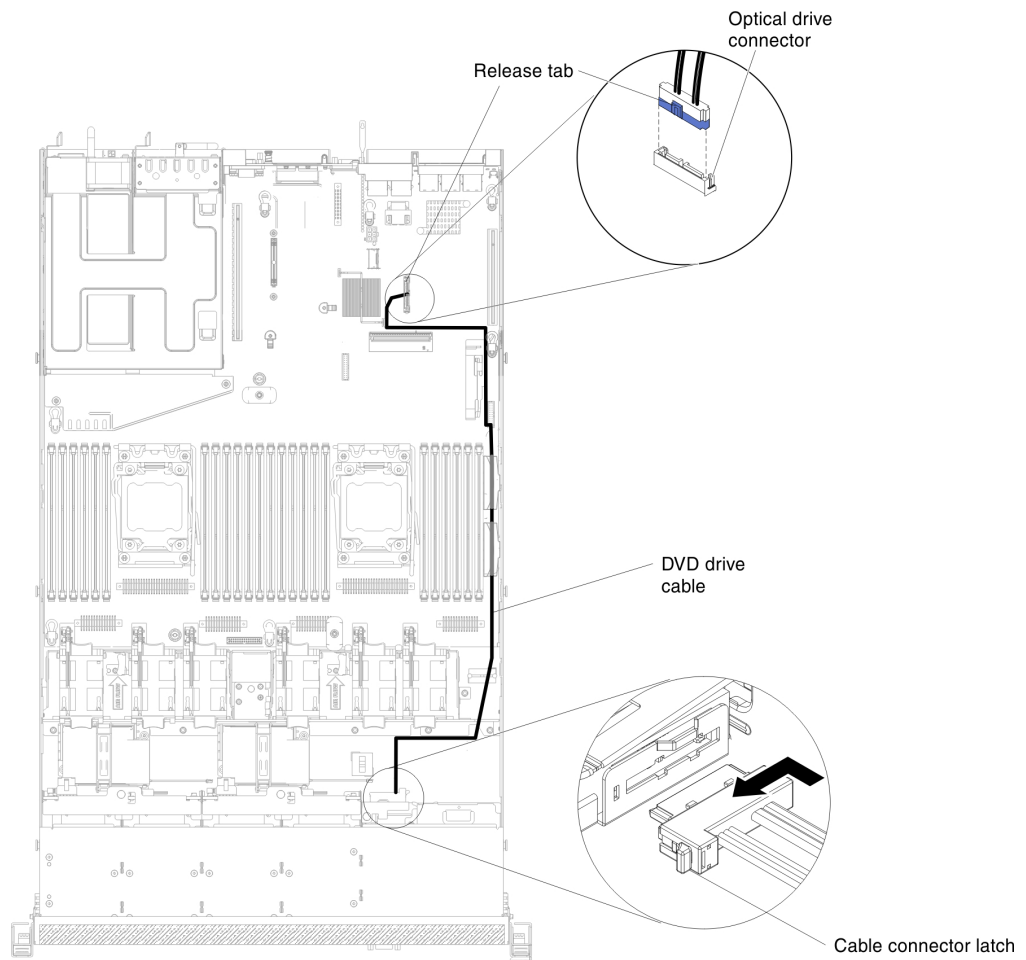 Optical drive
connector
Release tab
DVD drive
cable
Cable connector latch